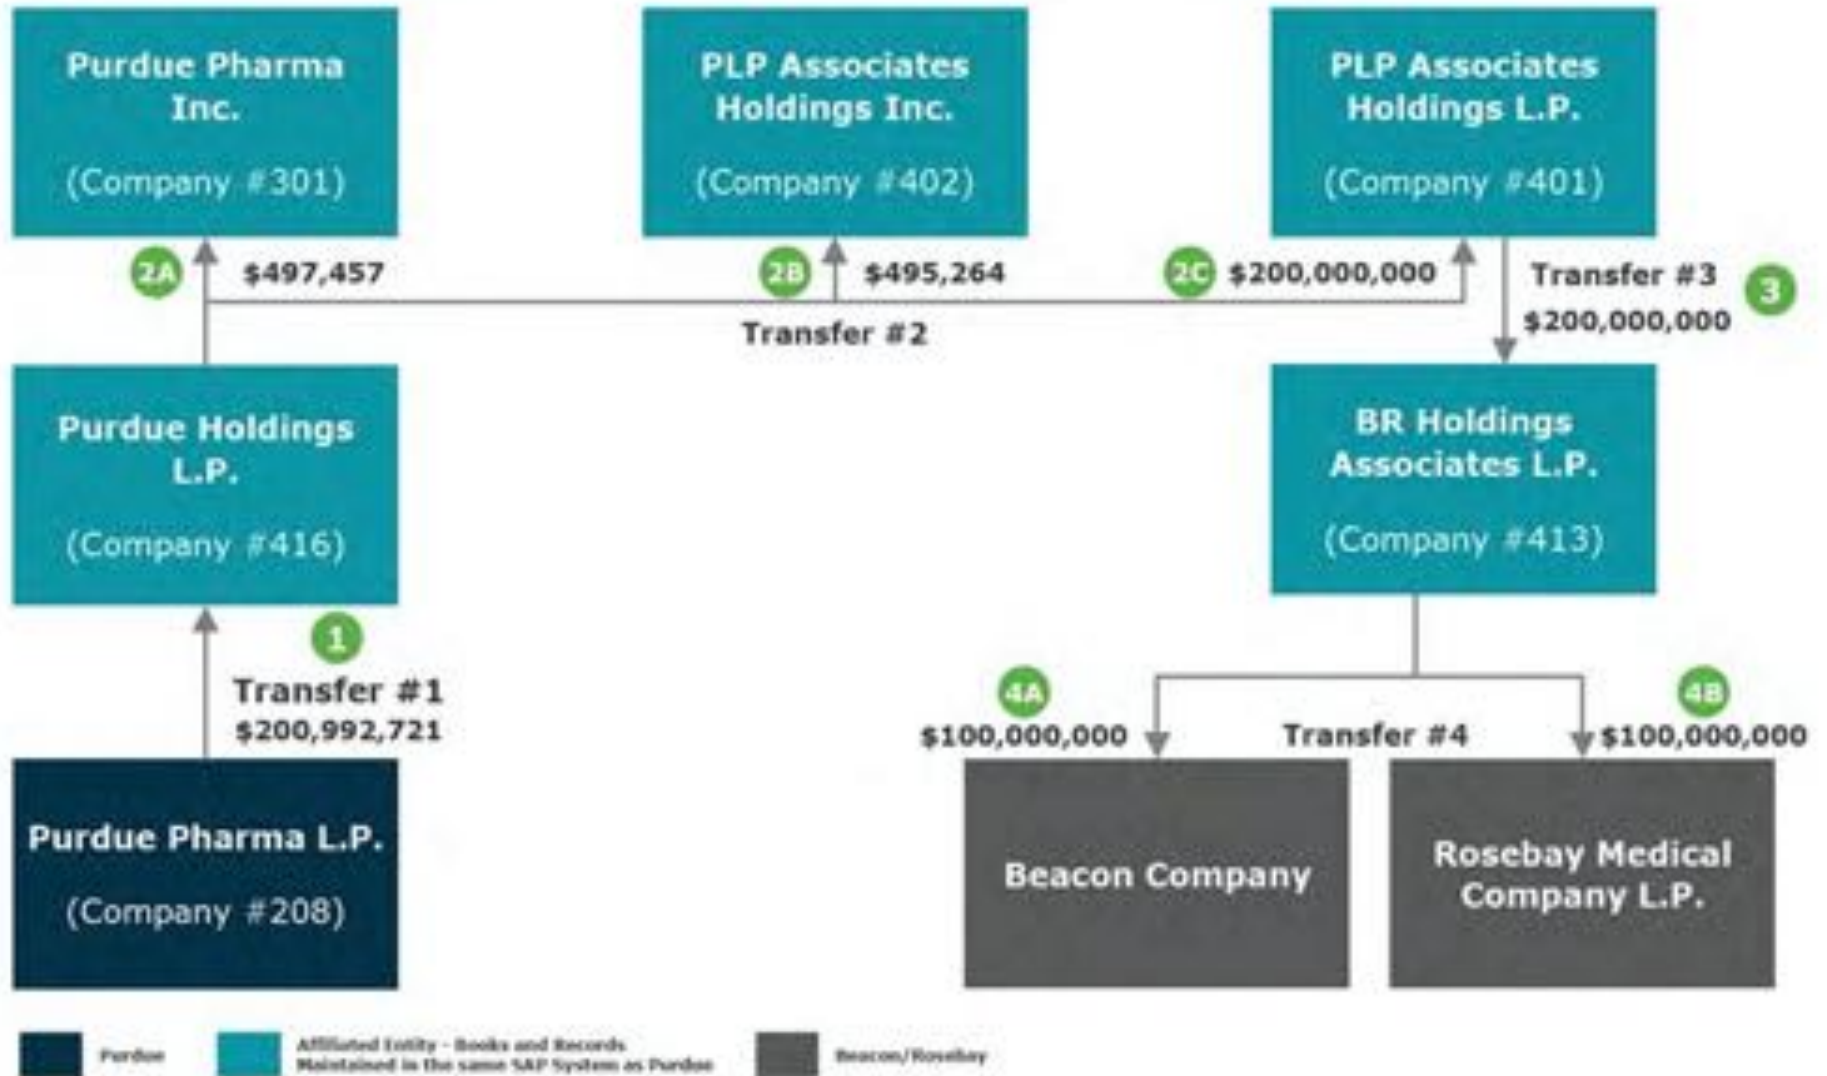 Purdue Pharma
Inc.
(Company #301)
PLP Associates
Holdings Inc.
(Company #402)
PLP Associates
Holdings L.P.
(Company #401)
2A
$497,457
2B
$495,264
2C
$200,000,000
Transfer #3
3
$200,000,000
Transfer #2
Purdue Holdings
L.P.
(Company #416)
BR Holdings
Associates L.P.
(Company #413)
1
Transfer #1
$200,992,721
4A
$100,000,000
Transfer #4
4B
$100,000,000
Purdue Pharma L.P.
(Company #208)
Beacon Company
Rosebay Medical
Company L.P.
Purdue
Affiliated Entity - Books and Records
Maintained in the same SAP System as Purdue
Beacon/Rosebay